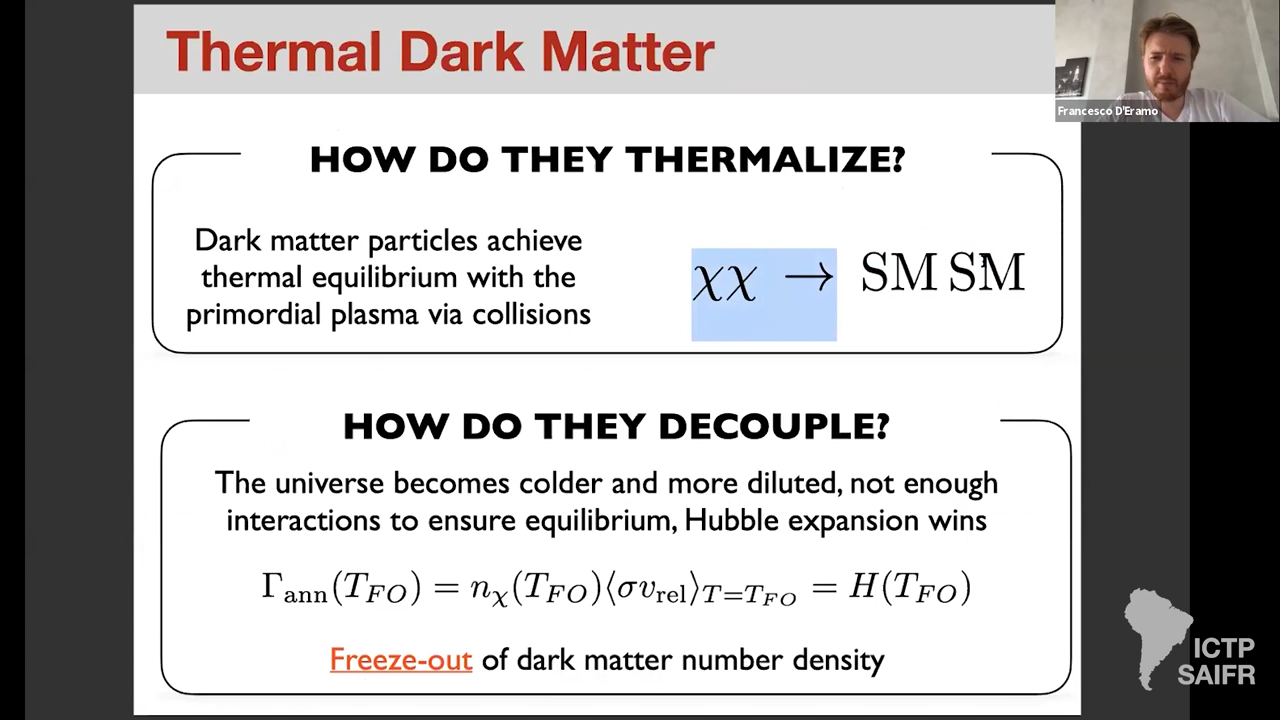 Thermal Dark Matter
Francesco D'Eramo
HOW DO THEY THERMALIZE?
Dark matter particles achieve
thermal equilibrium with the
primordial plasma via collisions
χχ → SM SM
HOW DO THEY DECOUPLE?
The universe becomes colder and more diluted, not enough
interactions to ensure equilibrium, Hubble expansion wins
Γ_ann(T_FO) = n_χ(T_FO)⟨σv_rel⟩_T=T_FO = H(T_FO)
Freeze-out of dark matter number density
ICTP
SAIFR